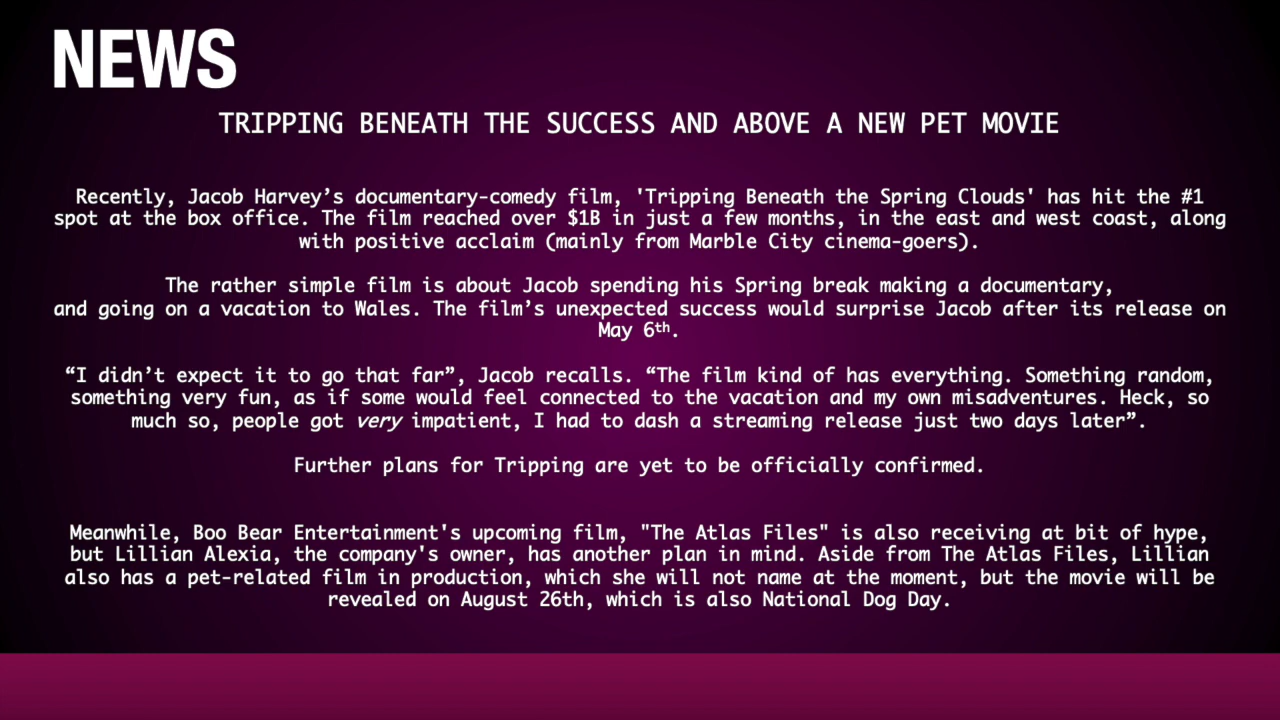 NEWS
TRIPPING BENEATH THE SUCCESS AND ABOVE A NEW PET MOVIE
Recently, Jacob Harvey’s documentary-comedy film, 'Tripping Beneath the Spring Clouds' has hit the #1
spot at the box office. The film reached over $1B in just a few months, in the east and west coast, along
with positive acclaim (mainly from Marble City cinema-goers).
The rather simple film is about Jacob spending his Spring break making a documentary,
and going on a vacation to Wales. The film’s unexpected success would surprise Jacob after its release on
May 6th.
“I didn’t expect it to go that far”, Jacob recalls. “The film kind of has everything. Something random,
something very fun, as if some would feel connected to the vacation and my own misadventures. Heck, so
much so, people got very impatient, I had to dash a streaming release just two days later”.
Further plans for Tripping are yet to be officially confirmed.
Meanwhile, Boo Bear Entertainment's upcoming film, "The Atlas Files" is also receiving at bit of hype,
but Lillian Alexia, the company's owner, has another plan in mind. Aside from The Atlas Files, Lillian
also has a pet-related film in production, which she will not name at the moment, but the movie will be
revealed on August 26th, which is also National Dog Day.